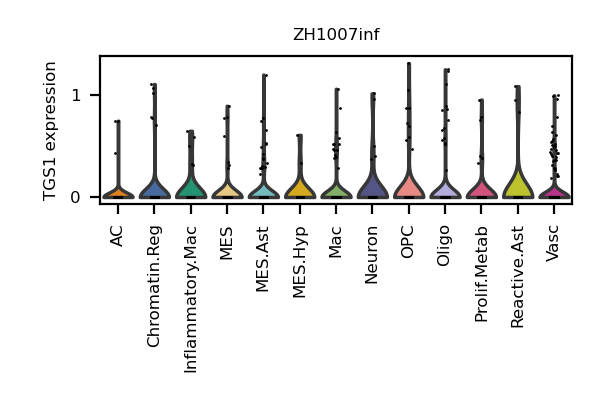 ZH1007inf
TGS1 expression
1
0
AC
Chromatin.Reg
Inflammatory.Mac
MES
MES.Ast
MES.Hyp
Mac
Neuron
OPC
Oligo
Prolif.Metab
Reactive.Ast
Vasc